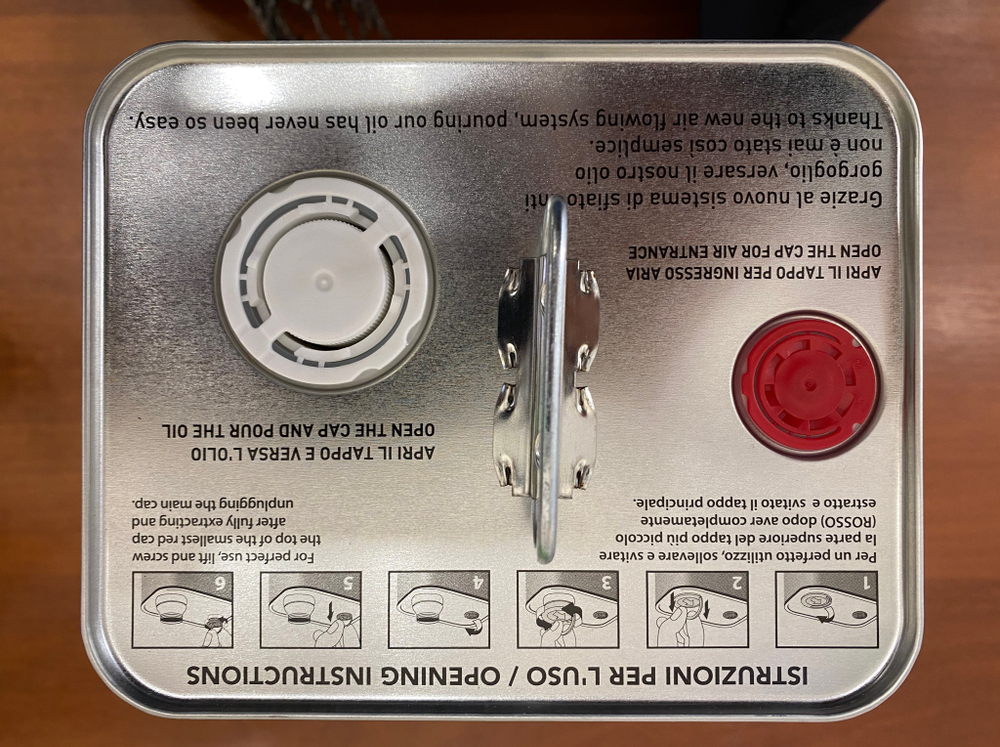 ISTRUZIONI PER L'USO / OPENING INSTRUCTIONS
1
2
3
4
5
6
Per un perfetto utilizzo, sollevare e svitare
la parte superiore del tappo più piccolo
(ROSSO) dopo aver completamente
estratto e svitato il tappo principale.
For perfect use, lift and screw
the top of the smallest red cap
after fully extracting and
unplugging the main cap.
APRI IL TAPPO E VERSA L'OLIO
OPEN THE CAP AND POUR THE OIL
APRI IL TAPPO PER INGRESSO ARIA
OPEN THE CAP FOR AIR ENTRANCE
Grazie al nuovo sistema di sfiato
gorgoglio, versare il nostro olio
non è mai stato così semplice.
Thanks to the new air flowing system, pouring our oil has never been so easy.